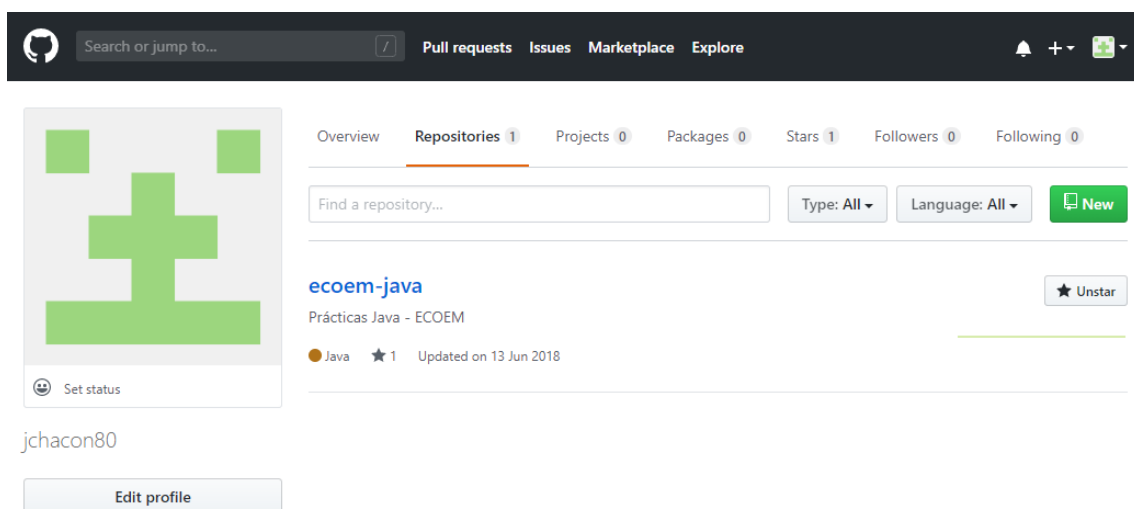 Search or jump to... / Pull requests Issues Marketplace Explore
Overview Repositories 1 Projects 0 Packages 0 Stars 1 Followers 0 Following 0
Find a repository... Type: All Language: All New
ecoem-java Unstar
Prácticas Java - ECOEM
Java 1 Updated on 13 Jun 2018
Set status
jchacon80
Edit profile